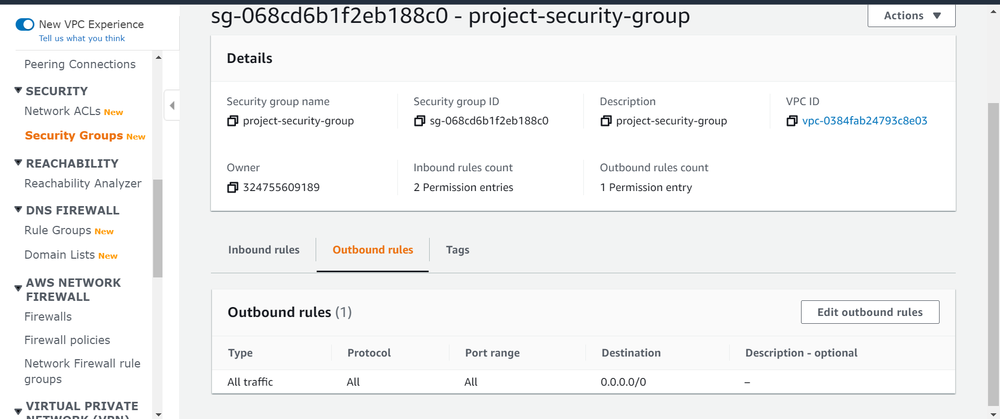 sg-068cd6b1f2eb188c0 - project-security-group
Actions
New VPC Experience
Tell us what you think
Peering Connections
SECURITY
Network ACLs New
Security Groups New
REACHABILITY
Reachability Analyzer
DNS FIREWALL
Rule Groups New
Domain Lists New
AWS NETWORK
FIREWALL
Firewalls
Firewall policies
Network Firewall rule
groups
VIRTUAL PRIVATE
NETWORK (VPN)
Details
Security group name
project-security-group
Security group ID
sg-068cd6b1f2eb188c0
Description
project-security-group
VPC ID
vpc-0384fab24793c8e03
Owner
324755609189
Inbound rules count
2 Permission entries
Outbound rules count
1 Permission entry
Inbound rules
Outbound rules
Tags
Outbound rules (1)
Edit outbound rules
Type Protocol Port range Destination Description - optional
All traffic All All 0.0.0.0/0 –